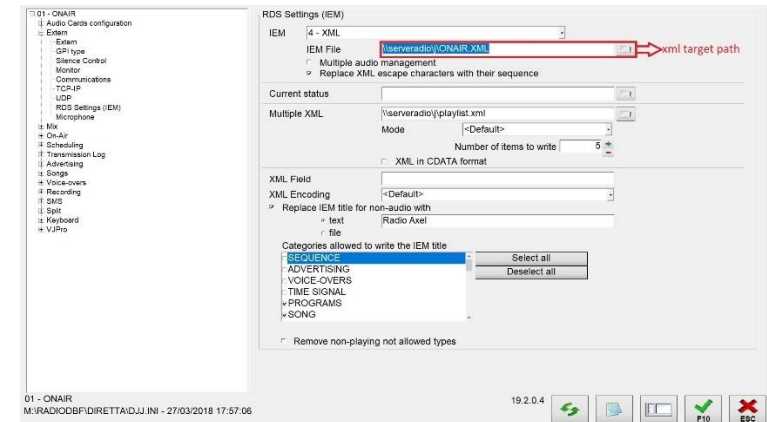 01 - ONAIR
Audio Cards configuration
Extern
Extern
GPI type
Silence Control
Monitor
Communications
TCP-IP
UDP
RDS Settings (IEM)
Microphone
Mix
On-Air
Scheduling
Transmission Log
Advertising
Songs
Voice-overs
Recording
SMS
Split
Keyboard
VJPro
RDS Settings (IEM)
IEM 4 - XML
IEM File \\serveradio\j\ONAIR.XML xml target path
Multiple audio management
Replace XML escape characters with their sequence
Current status
Multiple XML \\serveradio\j\playlist.xml
Mode <Default>
Number of items to write 5
XML in CDATA format
XML Field
XML Encoding <Default>
Replace IEM title for non-audio with
text Radio Axel
file
Categories allowed to write the IEM title
SEQUENCE Select all
ADVERTISING Deselect all
VOICE-OVERS
TIME SIGNAL
PROGRAMS
SONG
Remove non-playing not allowed types
01 - ONAIR
M:\RADIODBF\DIRETTA\DJJ.INI - 27/03/2018 17:57:06
19.2.0.4
F10 ESC